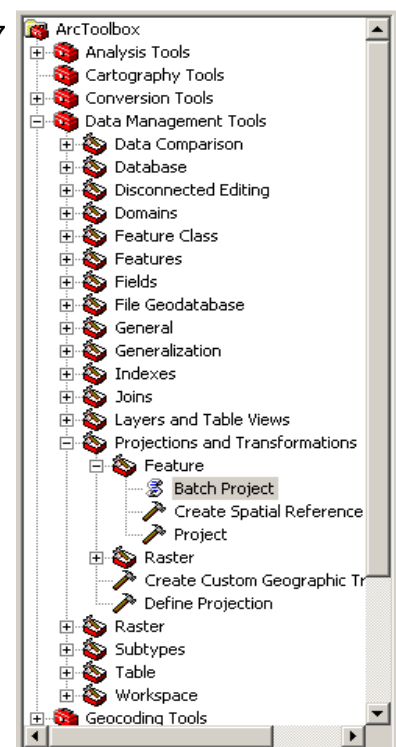 ArcToolbox
Analysis Tools
Cartography Tools
Conversion Tools
Data Management Tools
Data Comparison
Database
Disconnected Editing
Domains
Feature Class
Features
Fields
File Geodatabase
General
Generalization
Indexes
Joins
Layers and Table Views
Projections and Transformations
Feature
Batch Project
Create Spatial Reference
Project
Raster
Create Custom Geographic Tr
Define Projection
Raster
Subtypes
Table
Workspace
Geocoding Tools